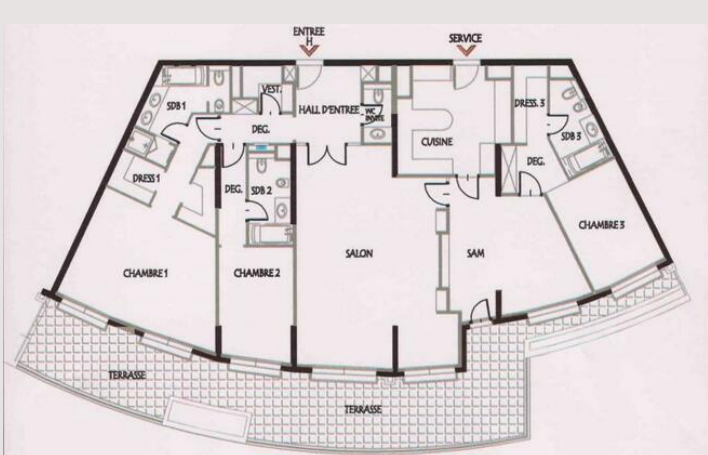 ENTREE
H
SERVICE
SDB 1
VEST.
HALL D'ENTREE
WC
INVITE
DEG.
CUISINE
DRESS. 3
SDB 3
DEG.
DRESS 1
DEG.
SDB 2
CHAMBRE 3
SALON
SAM
CHAMBRE 1
CHAMBRE 2
TERRASSE
TERRASSE